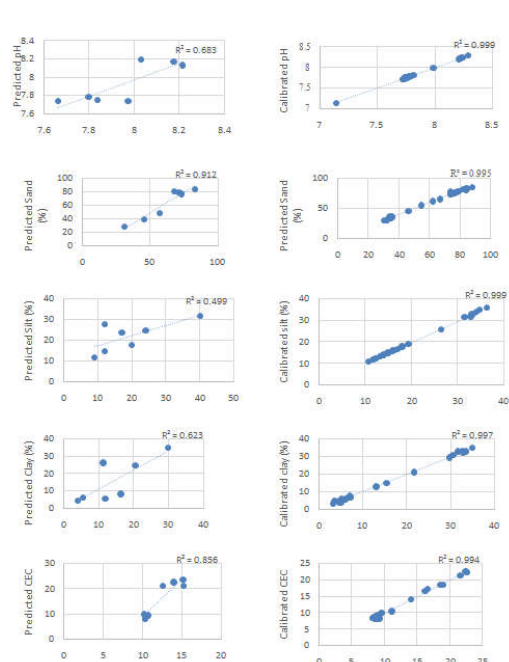 Predicted pH
8.4
8.2
8
7.8
7.6
R² = 0.683
7.6 7.8 8 8.2 8.4
Calibrated pH
8.5
8
7.5
7
R² = 0.999
7 7.5 8 8.5
Predicted Sand (%)
100
80
60
40
20
0
R² = 0.912
0 50 100
Predicted Sand (%)
100
50
0
R² = 0.995
0 20 40 60 80 100
Predicted Silt (%)
40
30
20
10
0
R² = 0.499
0 10 20 30 40 50
Calibrated silt (%)
40
30
20
10
0
R² = 0.999
0 10 20 30 40
Predicted Clay (%)
40
30
20
10
0
R² = 0.623
0 10 20 30 40
Calibrated clay (%)
40
30
20
10
0
R² = 0.997
0 10 20 30 40
Predicted CEC
30
20
10
0
R² = 0.856
0 5 10 15 20
Calibrated CEC
25
20
15
10
5
0
R² = 0.994
0 5 10 15 20 25